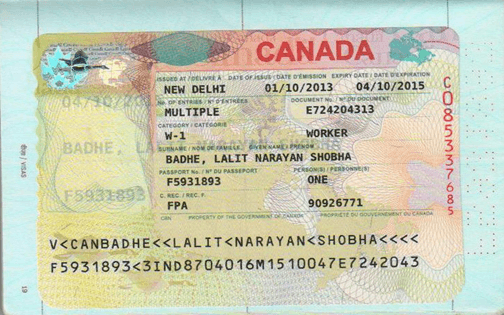 CANADA
ISSUED AT / DÉLIVRÉ À DATE OF ISSUE / DATE D'ÉMISSION EXPIRY DATE / DATE D'EXPIRATION
NEW DELHI 01/10/2013 04/10/2015
No. OF ENTRIES / N° D'ENTRÉES DOCUMENT No. / N° DU DOCUMENT
MULTIPLE E724204313
CATEGORY / CATÉGORIE
W-1 WORKER
SURNAME / NOM DE FAMILLE, GIVEN NAME / PRÉNOM
BADHE, LALIT NARAYAN SHOBHA
PASSPORT No. / N° DU PASSEPORT PERSON(S) / PERSONNE(S)
F5931893 ONE
C. REC. / REF. F.
FPA 90926771
CBN PROPERTY OF THE GOVERNMENT OF CANADA PROPRIÉTÉ DU GOUVERNEMENT DU CANADA
V<CANBADHE<<LALIT<NARAYAN<SHOBHA<<<<
F5931893<3IND8704016M1510047E7242043
C085337685
04/10/20
BADHE, LA
F5931893
/ VISAS
19